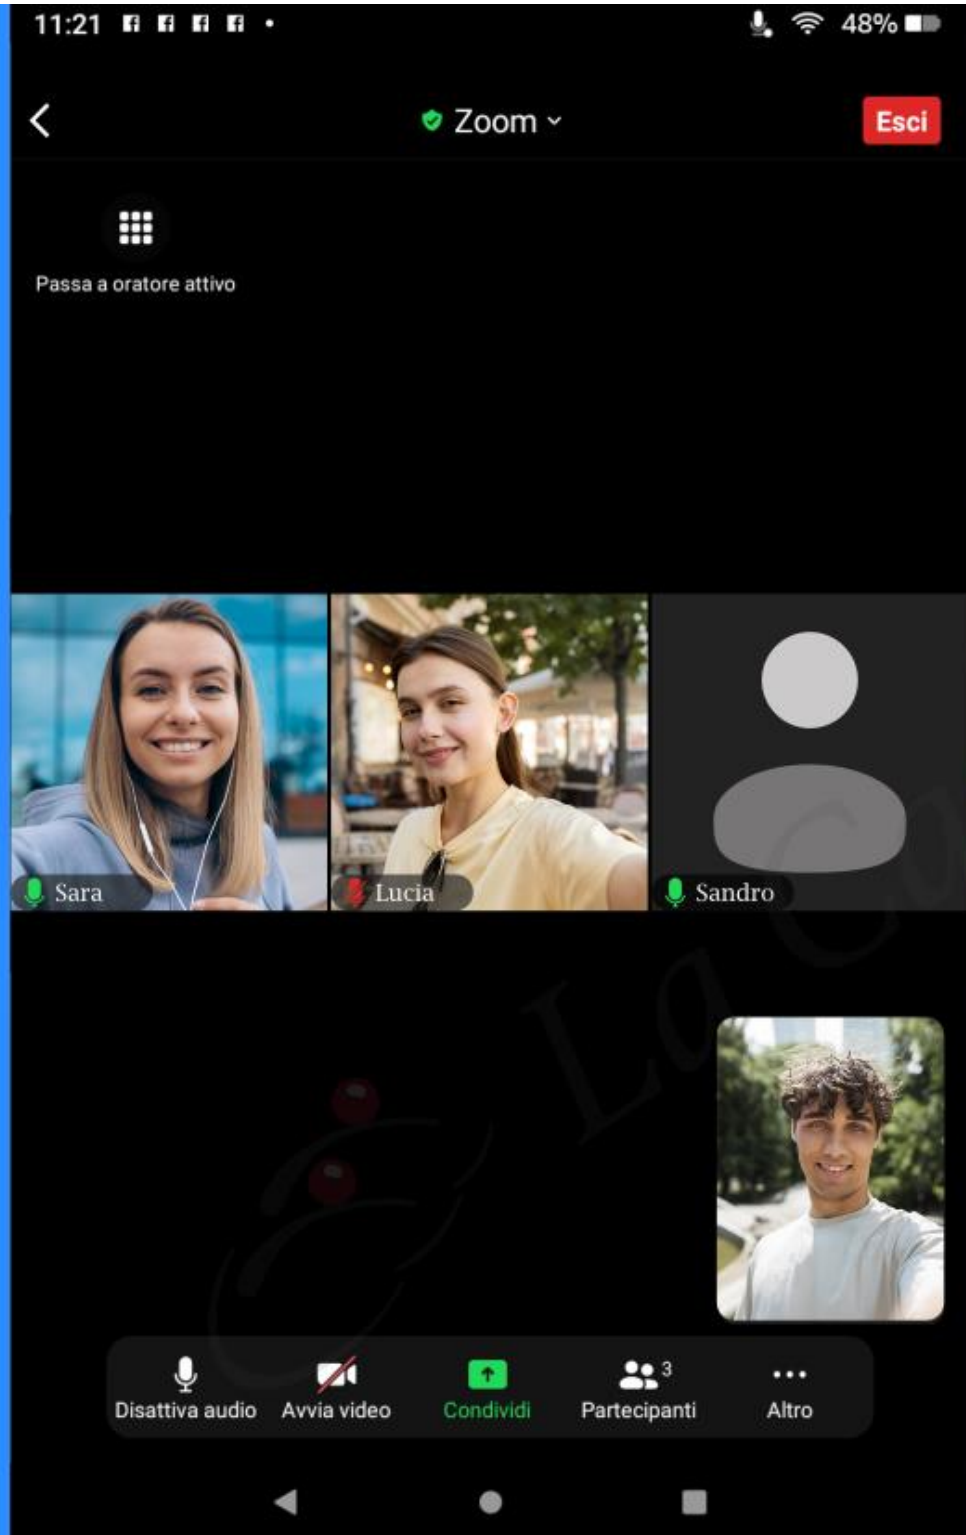 11:21
48%
Zoom
Esci
Passa a oratore attivo
Sara
Lucia
Sandro
La
3
Disattiva audio
Avvia video
Condividi
Partecipanti
Altro